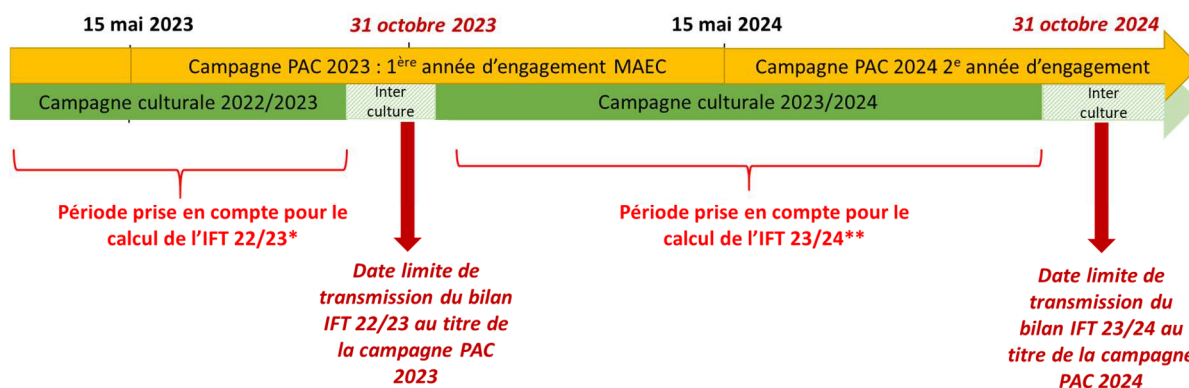 15 mai 2023
31 octobre 2023
15 mai 2024
31 octobre 2024
Campagne PAC 2023 : 1ère année d'engagement MAEC
Campagne PAC 2024 2e année d'engagement
Campagne culturale 2022/2023
Inter
culture
Campagne culturale 2023/2024
Inter
culture
Période prise en compte pour le
calcul de l'IFT 22/23*
Période prise en compte pour le
calcul de l'IFT 23/24**
Date limite de
transmission du bilan
IFT 22/23 au titre de
la campagne PAC
2023
Date limite de
transmission du
bilan IFT 23/24 au
titre de la campagne
PAC 2024